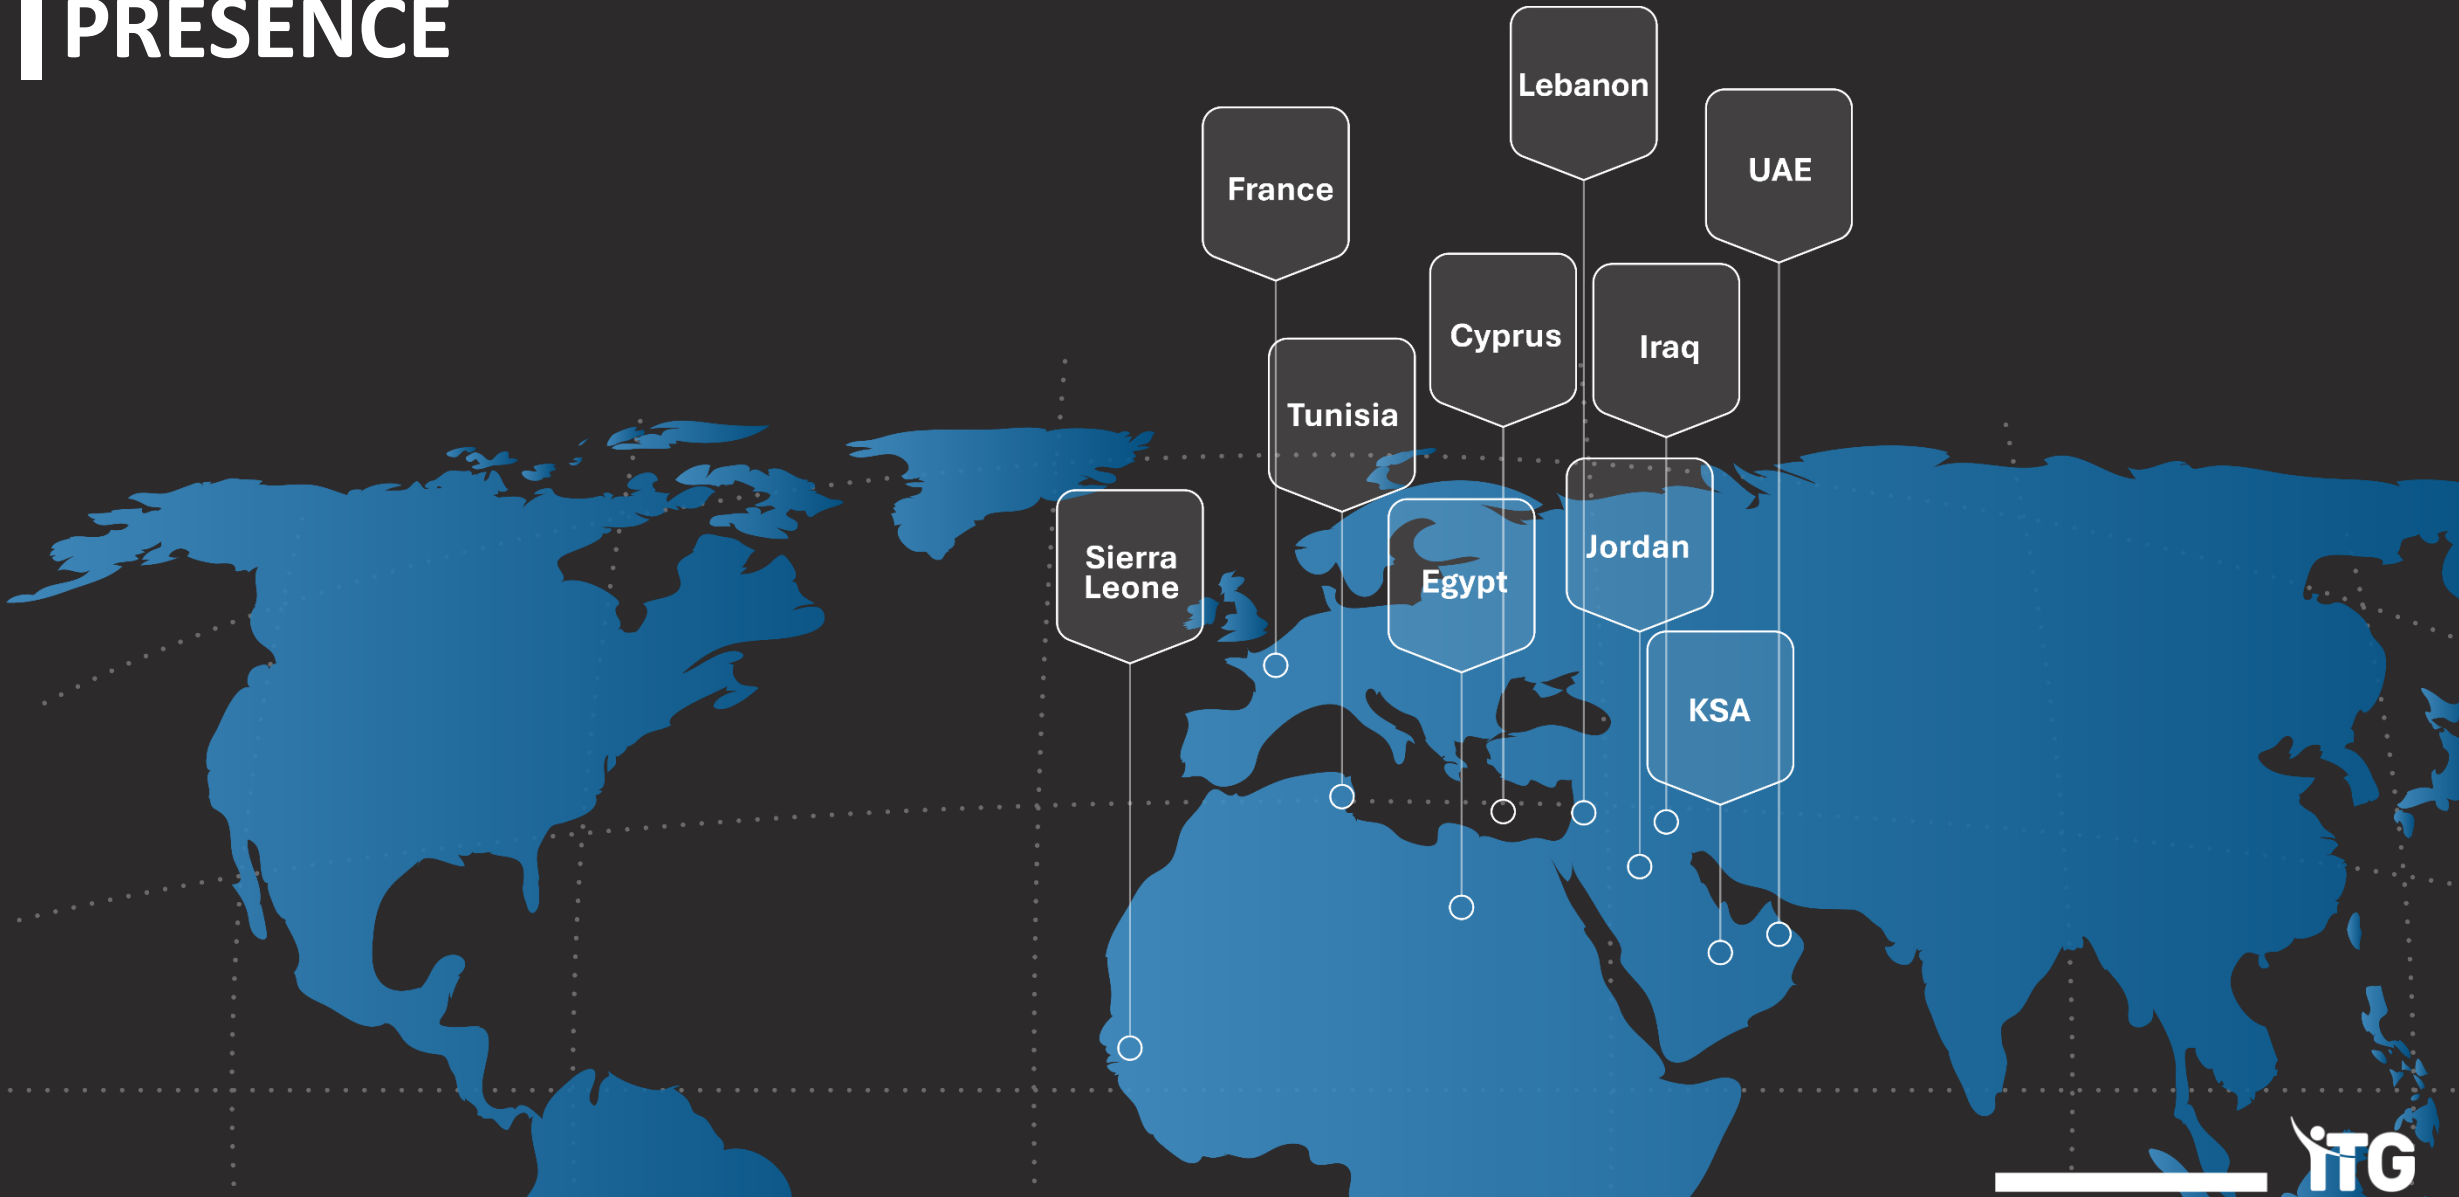 PRESENCE
Lebanon
UAE
France
Cyprus
Iraq
Tunisia
Jordan
Sierra
Leone
Egypt
KSA
iTG